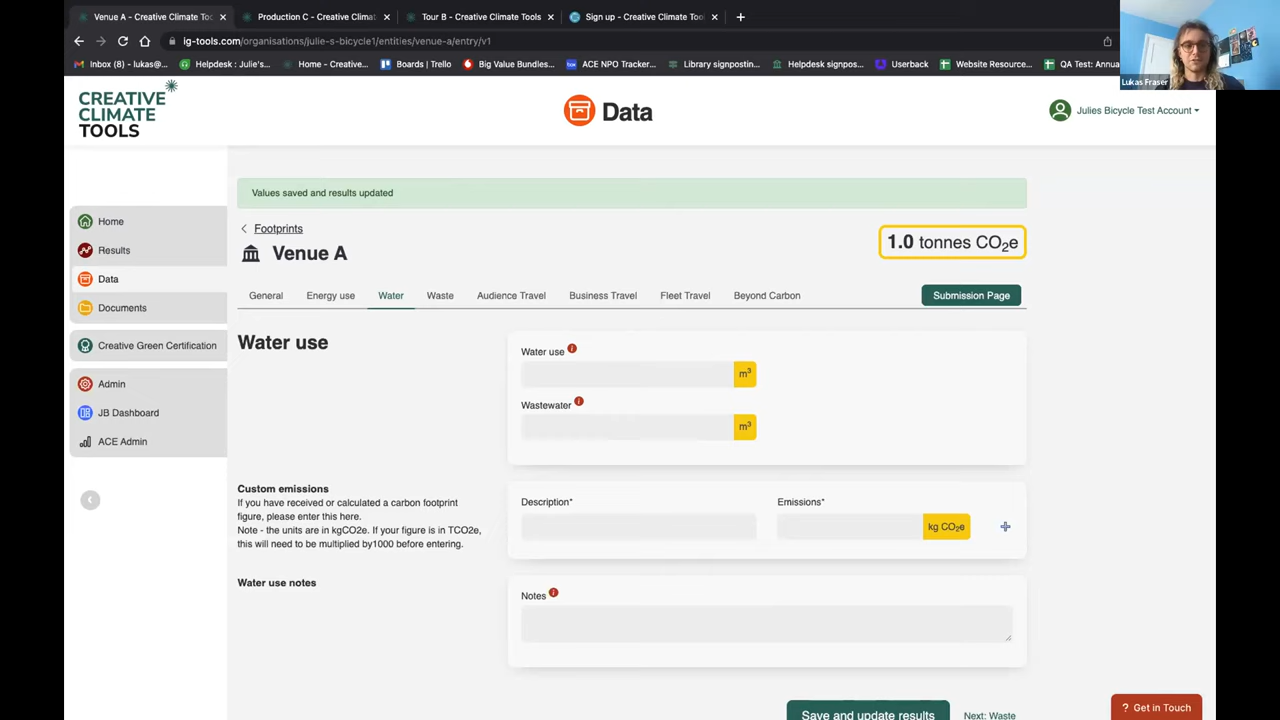 Venue A - Creative Climate To
Production C - Creative Climat
Tour B - Creative Climate Tools
Sign up - Creative Climate Tool
ig-tools.com/organisations/julie-s-bicycle1/entities/venue-a/entry/v1
Inbox (8) - lukas@...
Helpdesk : Julie's...
Home - Creative...
Boards | Trello
Big Value Bundles...
ACE NPO Tracker...
Library signpostin...
Helpdesk signpos...
Userback
Website Resource...
QA Test: Annua
Lukas Fraser
CREATIVE
CLIMATE
TOOLS
Data
Julies Bicycle Test Account
Home
Results
Data
Documents
Creative Green Certification
Admin
JB Dashboard
ACE Admin
Values saved and results updated
Footprints
Venue A
1.0 tonnes CO2e
General Energy use Water Waste Audience Travel Business Travel Fleet Travel Beyond Carbon Submission Page
Water use
Water use
m³
Wastewater
m³
Custom emissions
If you have received or calculated a carbon footprint
figure, please enter this here.
Note - the units are in kgCO2e. If your figure is in TCO2e,
this will need to be multiplied by1000 before entering.
Description*
Emissions*
kg CO2e
Water use notes
Notes
Save and update results
Next: Waste
? Get in Touch